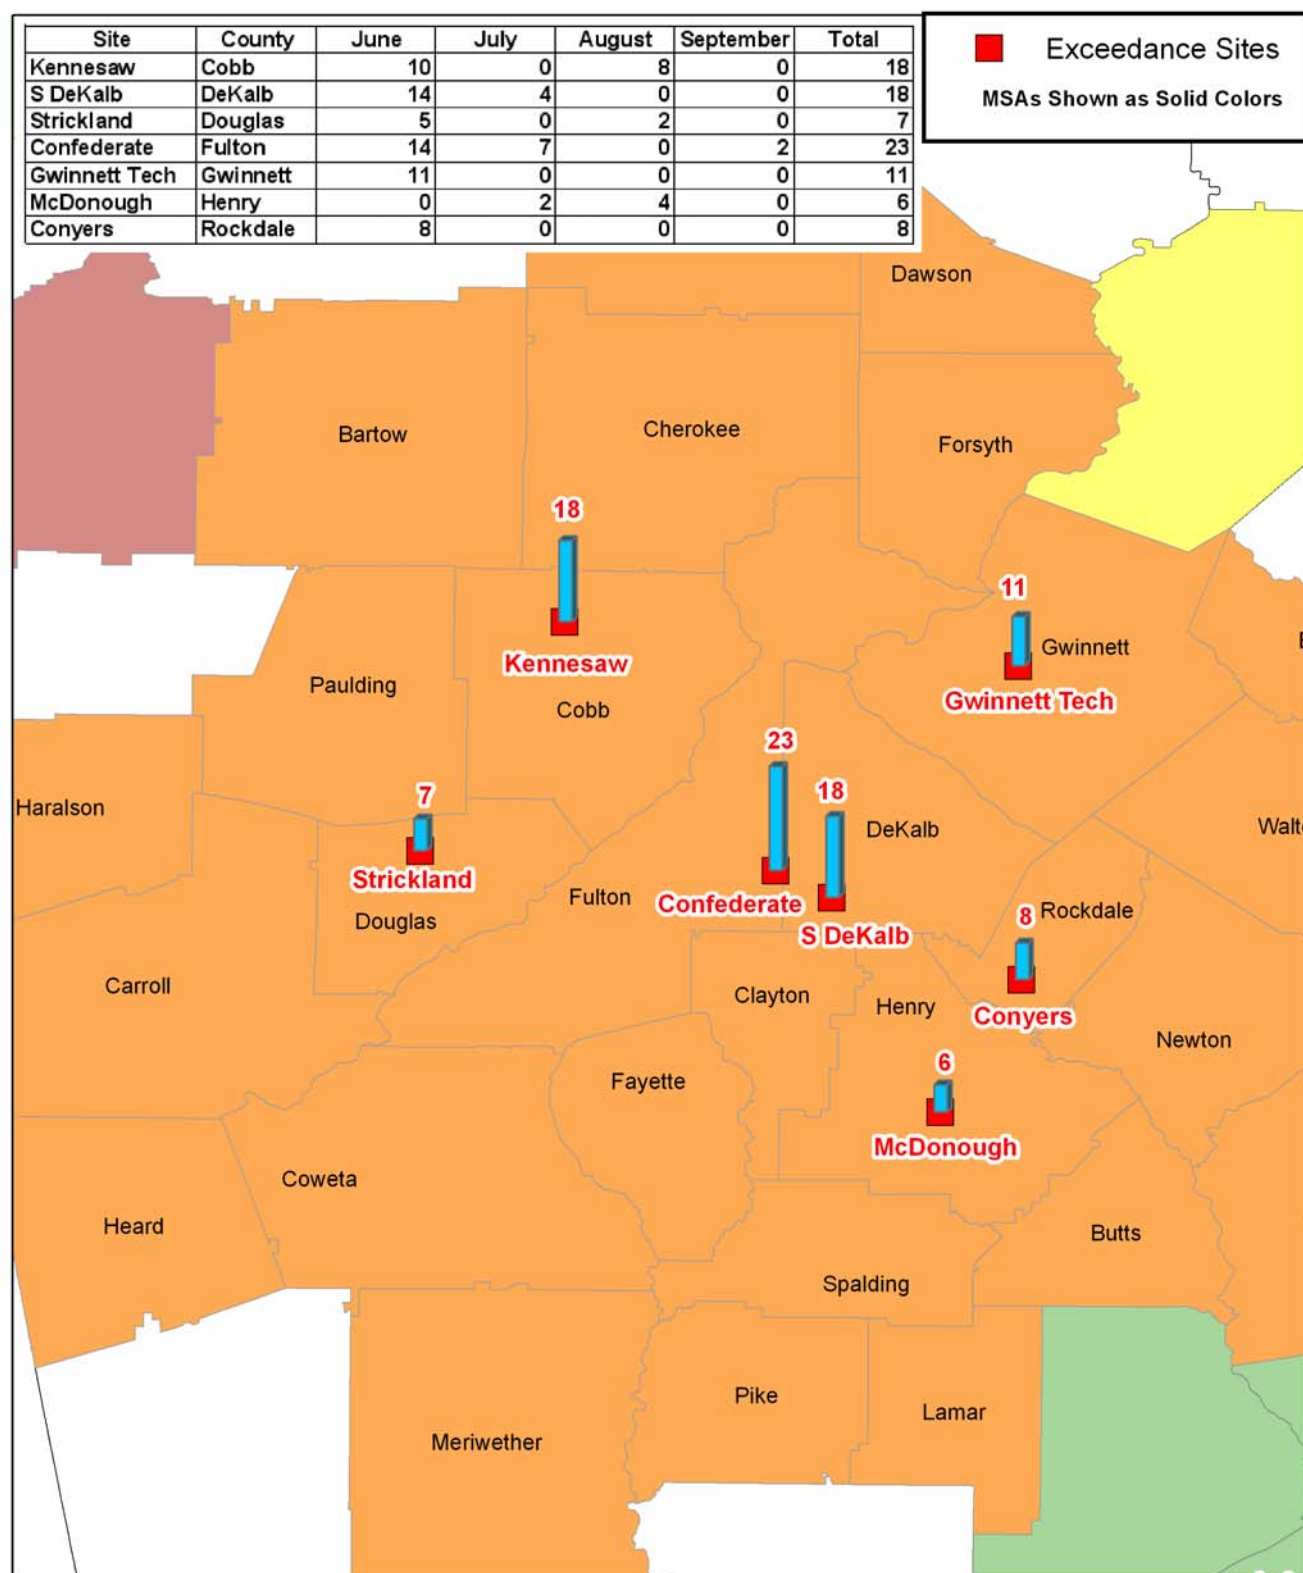 Site County June July August September Total
Kennesaw Cobb 10 0 8 0 18
S DeKalb DeKalb 14 4 0 0 18
Strickland Douglas 5 0 2 0 7
Confederate Fulton 14 7 0 2 23
Gwinnett Tech Gwinnett 11 0 0 0 11
McDonough Henry 0 2 4 0 6
Conyers Rockdale 8 0 0 0 8
Exceedance Sites
MSAs Shown as Solid Colors
Dawson
Bartow
Cherokee
Forsyth
18
Kennesaw
11
Gwinnett
Gwinnett Tech
Paulding
Cobb
23
7
18
Haralson
DeKalb
Walto
Strickland
Fulton
Confederate
Douglas
S DeKalb
8
Rockdale
Carroll
Clayton
Henry
Conyers
Newton
6
Fayette
McDonough
Coweta
Heard
Butts
Spalding
Pike
Lamar
Meriwether